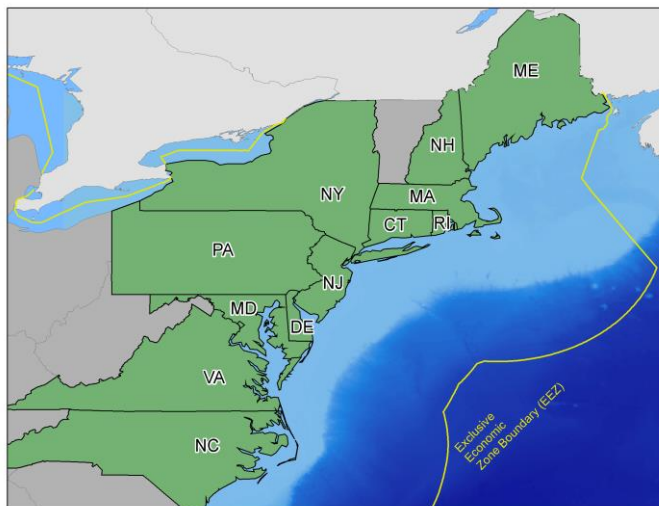 ME
NH
NY
MA
CT
RI
PA
NJ
MD
DE
VA
NC
Exclusive
Economic
Zone Boundary (EEZ)